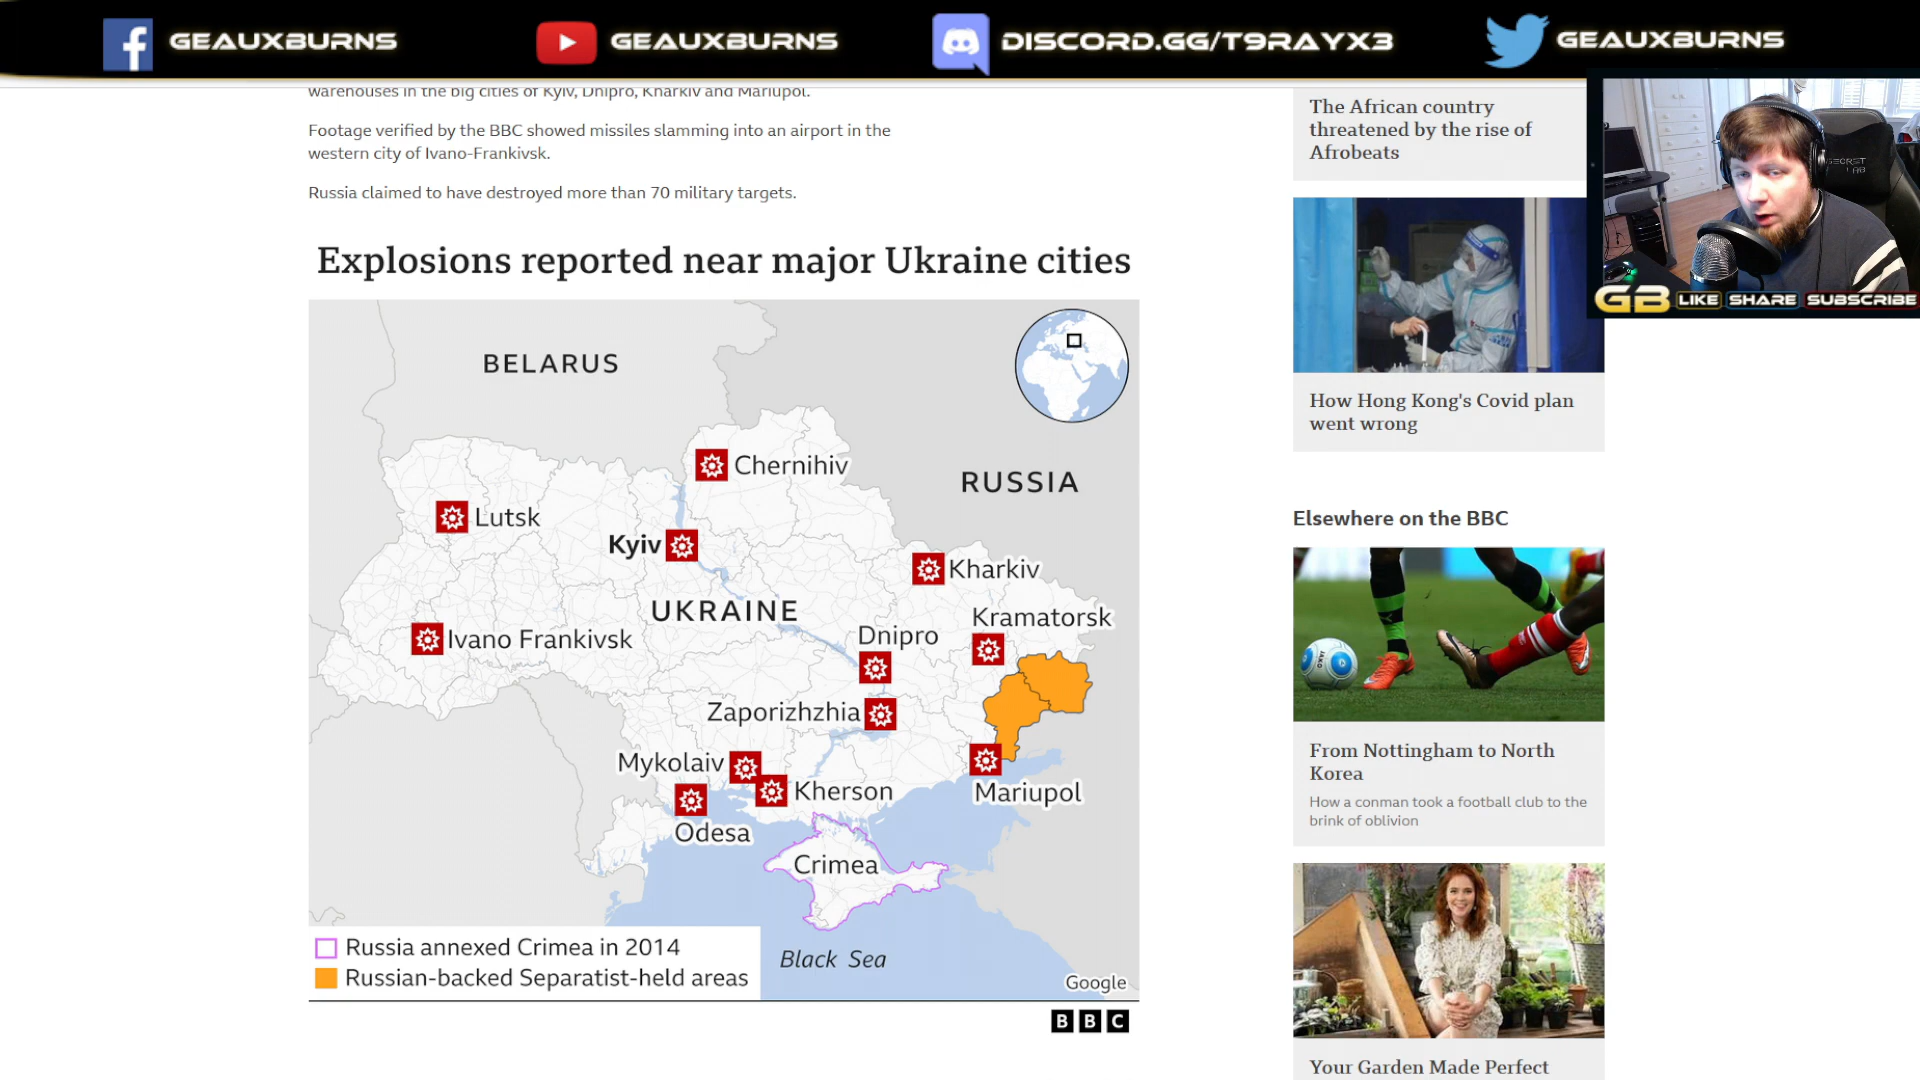 GEAUXBURNS
GEAUXBURNS
DISCORD.GG/T9RAYX3
GEAUXBURNS
warehouses in the big cities of Kyiv, Dnipro, Kharkiv and Mariupol.
Footage verified by the BBC showed missiles slamming into an airport in the
western city of Ivano-Frankivsk.
Russia claimed to have destroyed more than 70 military targets.
Explosions reported near major Ukraine cities
BELARUS
RUSSIA
Chernihiv
Lutsk
Kyiv
Kharkiv
UKRAINE
Kramatorsk
Dnipro
Ivano Frankivsk
Zaporizhzhia
Mykolaiv
Kherson
Mariupol
Odesa
Crimea
Russia annexed Crimea in 2014
Russian-backed Separatist-held areas
Black Sea
Google
BBC
The African country
threatened by the rise of
Afrobeats
SECRET
LAB
GB LIKE SHARE SUBSCRIBE
How Hong Kong's Covid plan
went wrong
Elsewhere on the BBC
JAKO
From Nottingham to North
Korea
How a conman took a football club to the
brink of oblivion
Your Garden Made Perfect